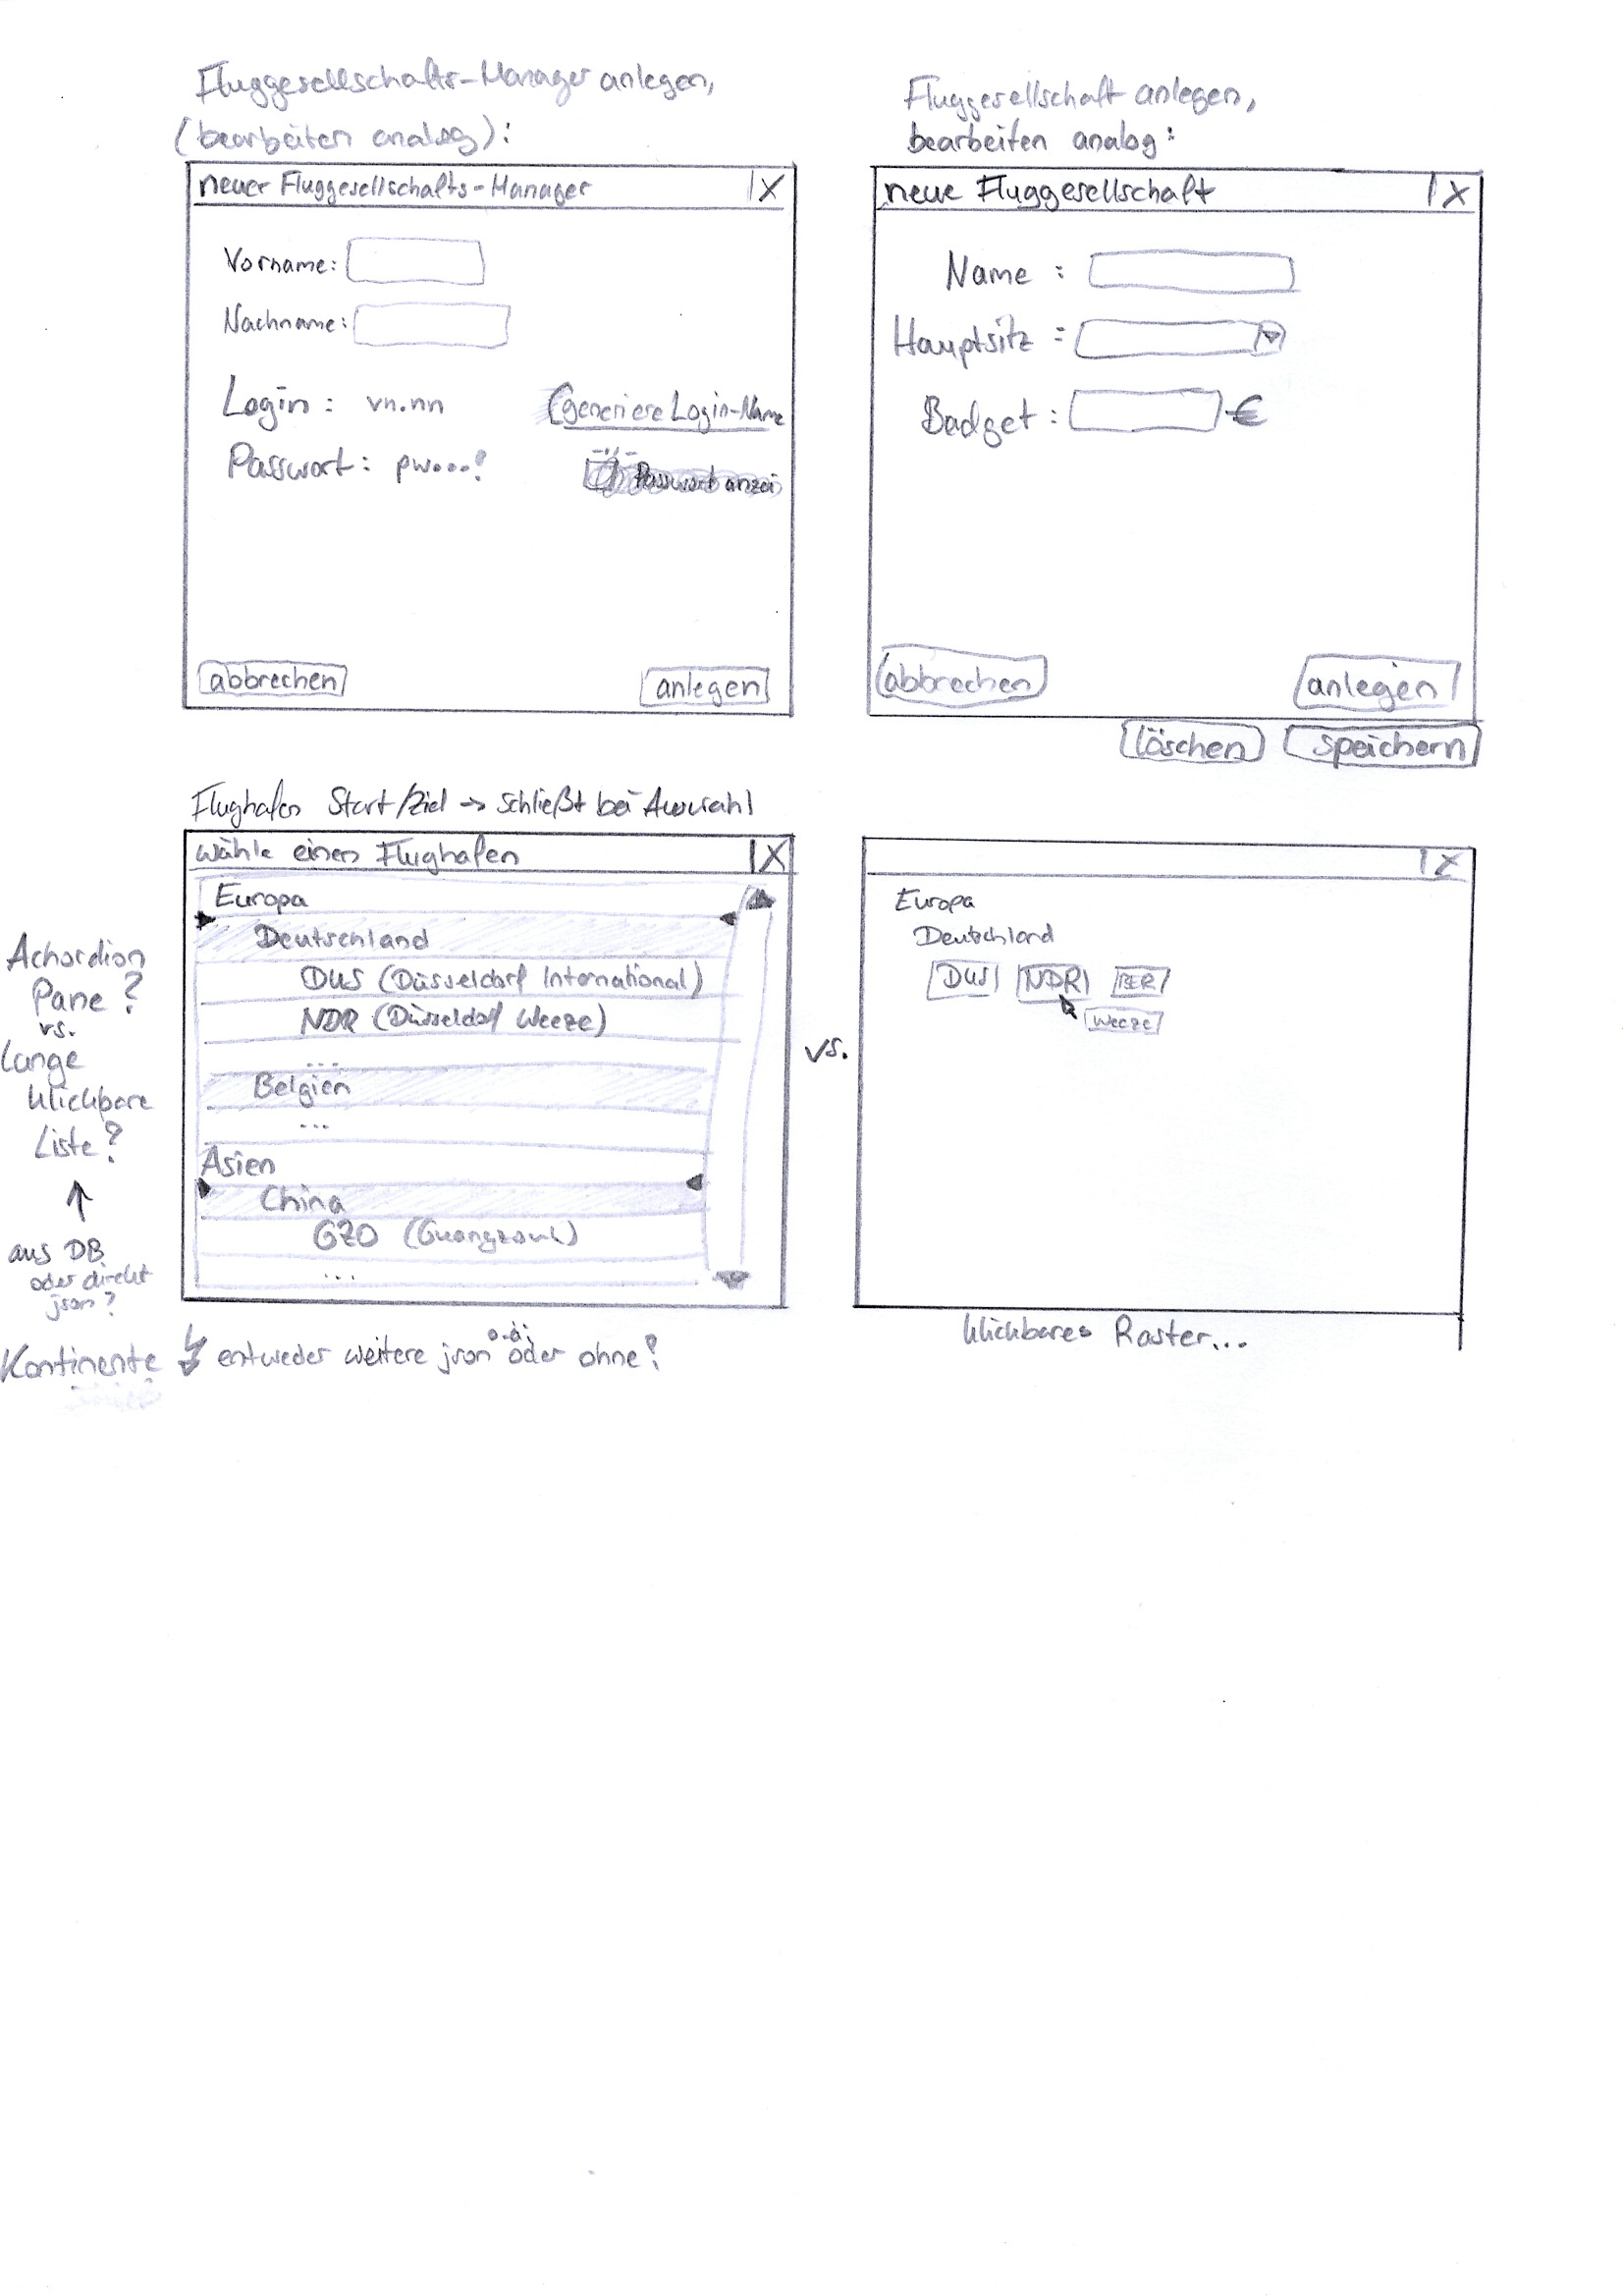 Fluggesellschafts-Manager anlegen,
(bearbeiten analog):
neuer Fluggesellschafts-Manager | X
Vorname:
Nachname:
Login: vn.nn generiere Login-Name
Passwort: pw...! Passwort anzei
abbrechen anlegen
Fluggesellschaft anlegen,
bearbeiten analog:
neue Fluggesellschaft | X
Name :
Hauptsitz :
Budget : €
abbrechen anlegen
löschen speichern
Flughafen Start/Ziel → schließt bei Auswahl
Wähle einen Flughafen | X
Europa
Deutschland
DUS (Düsseldorf International)
NDR (Düsseldorf Weeze)
...
Belgien
...
Asien
China
GZO (Guangzouh)
...
Achordion
Pane?
vs.
Lange
klickbare
Liste?
↑
aus DB
oder direkt
json?
Kontinente entweder weitere json o.ä. oder ohne?
vs.
| X
Europa
Deutschland
DUS NDR BER
Weeze
klickbares Raster...